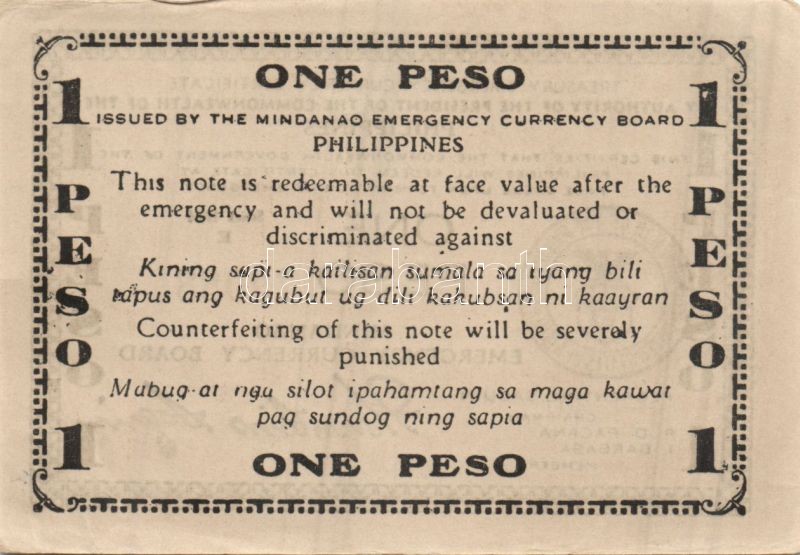 ONE PESO
1 1
ISSUED BY THE MINDANAO EMERGENCY CURRENCY BOARD
PHILIPPINES
This note is redeemable at face value after the
emergency and will not be devaluated or
discriminated against
Kining sapi-a kailisan sumala sa iyang bili
tapus ang kagubut ug dili kahubsan ni kaayran
Counterfeiting of this note will be severely
punished
Mabug-at nga silot ipahamtang sa maga kawat
pag sundog ning sapia
PESO
PESO
1 1
ONE PESO
darabanth